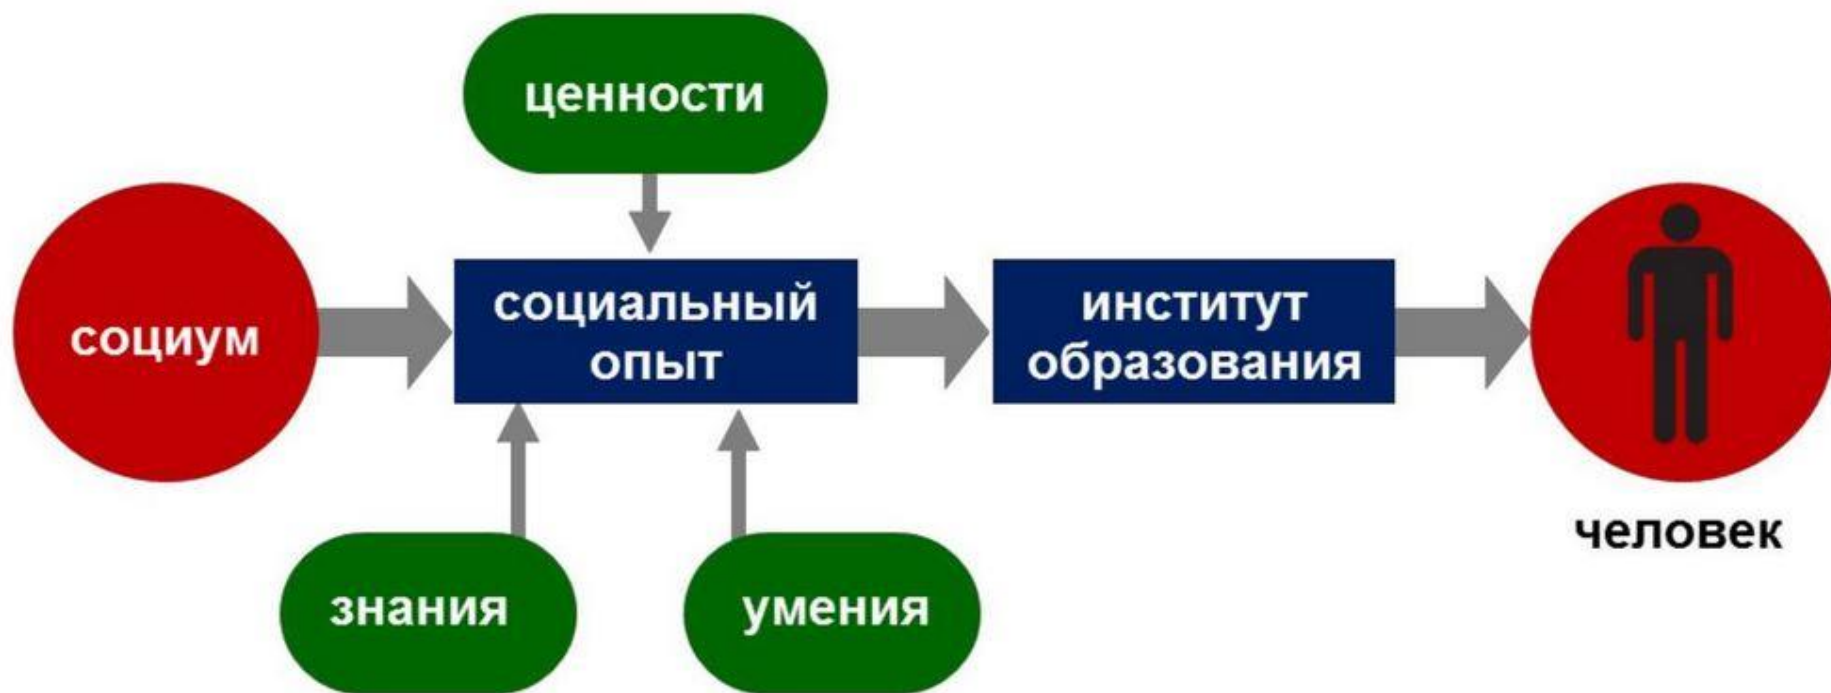 ценности
социум
социальный
опыт
институт
образования
человек
знания
умения